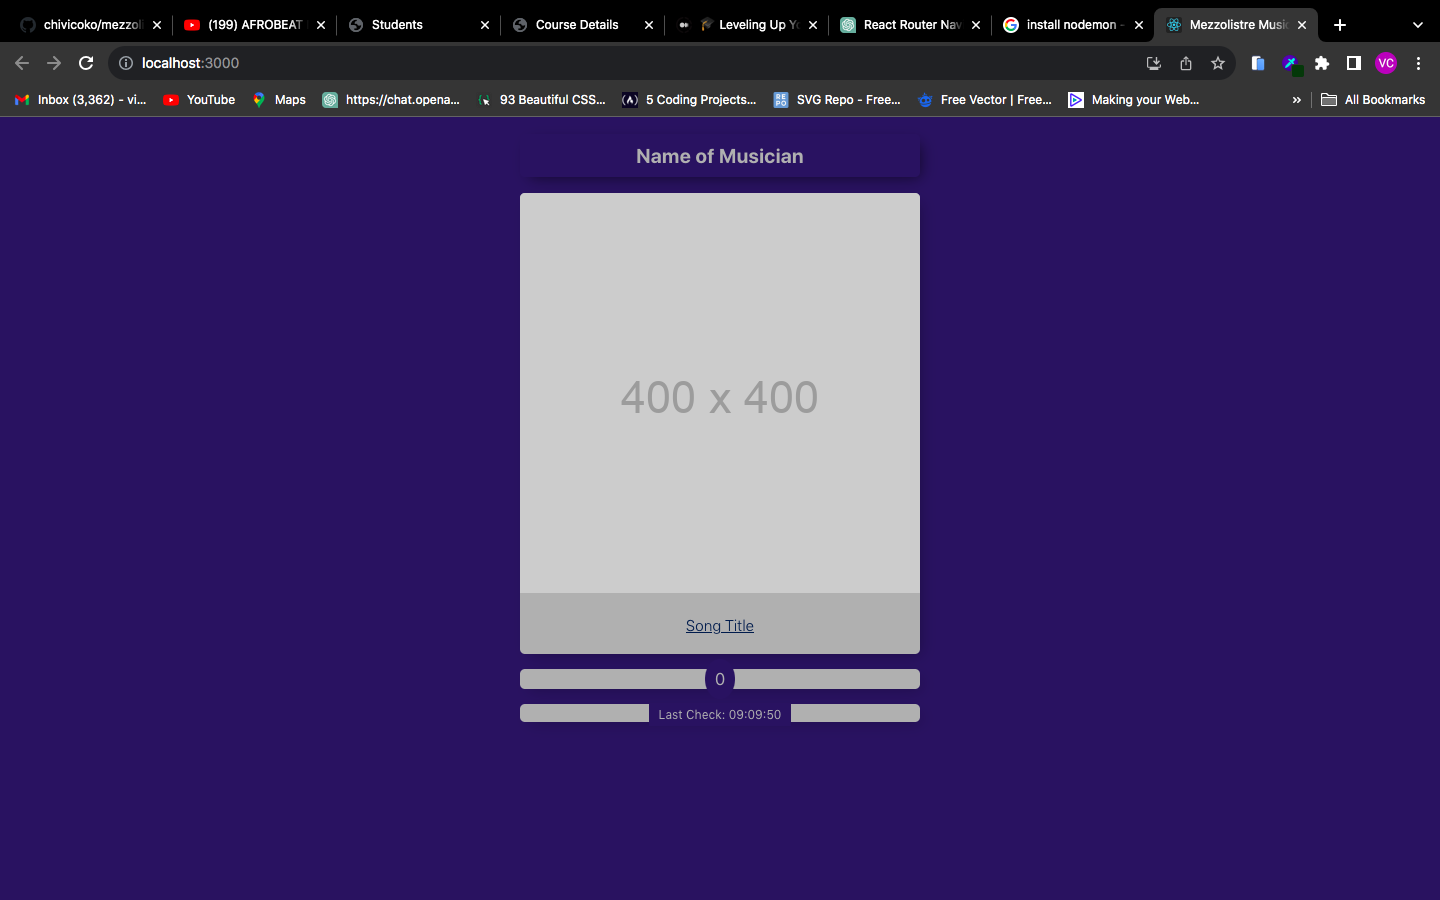 chivicoko/mezzoli
(199) AFROBEAT
Students
Course Details
Leveling Up Yo
React Router Nav
install nodemon -
Mezzolistre Music
localhost:3000
VC
Inbox (3,362) - vi...
YouTube
Maps
https://chat.opena...
93 Beautiful CSS...
5 Coding Projects...
REPO
SVG Repo - Free...
Free Vector | Free...
Making your Web...
»
All Bookmarks
Name of Musician
400 x 400
Song Title
0
Last Check: 09:09:50